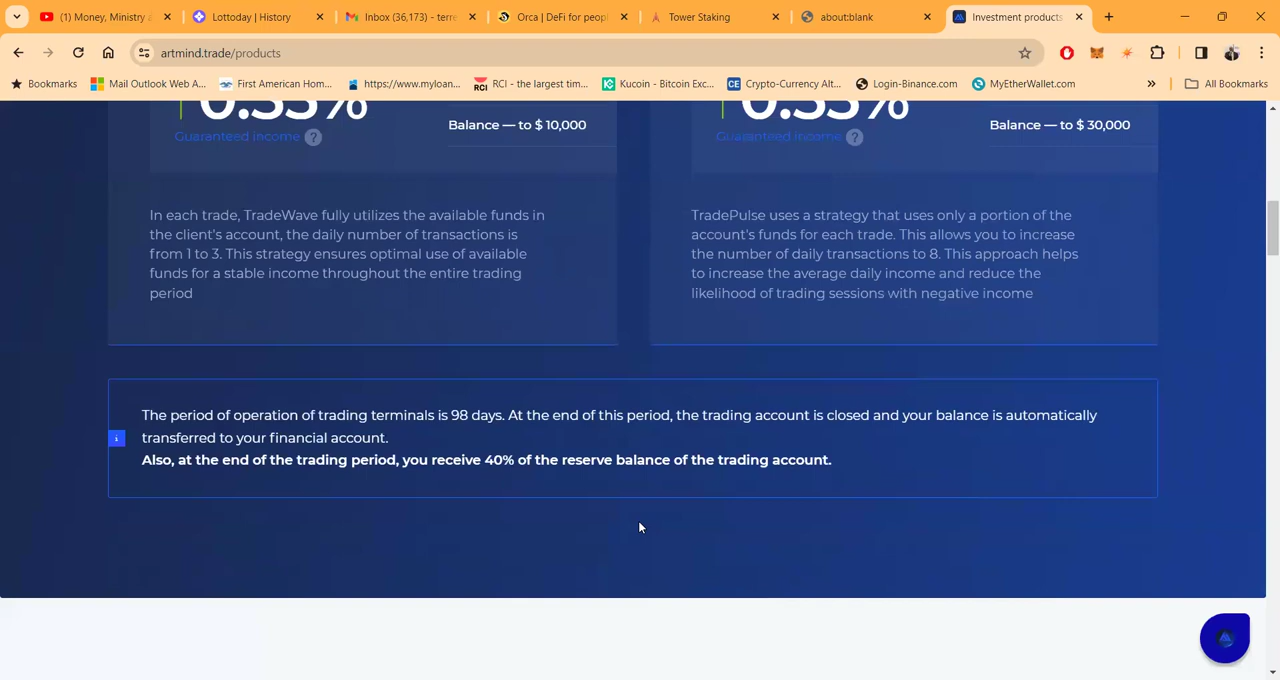 (1) Money, Ministry a
Lottoday | History
Inbox (36,173) - terre
Orca | DeFi for peopl
Tower Staking
about:blank
Investment products
artmind.trade/products
Bookmarks
Mail Outlook Web A...
First American Hom...
https://www.myloan...
RCI - the largest tim...
Kucoin - Bitcoin Exc...
Crypto-Currency Alt...
Login-Binance.com
MyEtherWallet.com
All Bookmarks
Guaranteed income ?
Balance — to $ 10,000
Guaranteed income ?
Balance — to $ 30,000
In each trade, TradeWave fully utilizes the available funds in
the client's account, the daily number of transactions is
from 1 to 3. This strategy ensures optimal use of available
funds for a stable income throughout the entire trading
period
TradePulse uses a strategy that uses only a portion of the
account's funds for each trade. This allows you to increase
the number of daily transactions to 8. This approach helps
to increase the average daily income and reduce the
likelihood of trading sessions with negative income
The period of operation of trading terminals is 98 days. At the end of this period, the trading account is closed and your balance is automatically
transferred to your financial account.
Also, at the end of the trading period, you receive 40% of the reserve balance of the trading account.